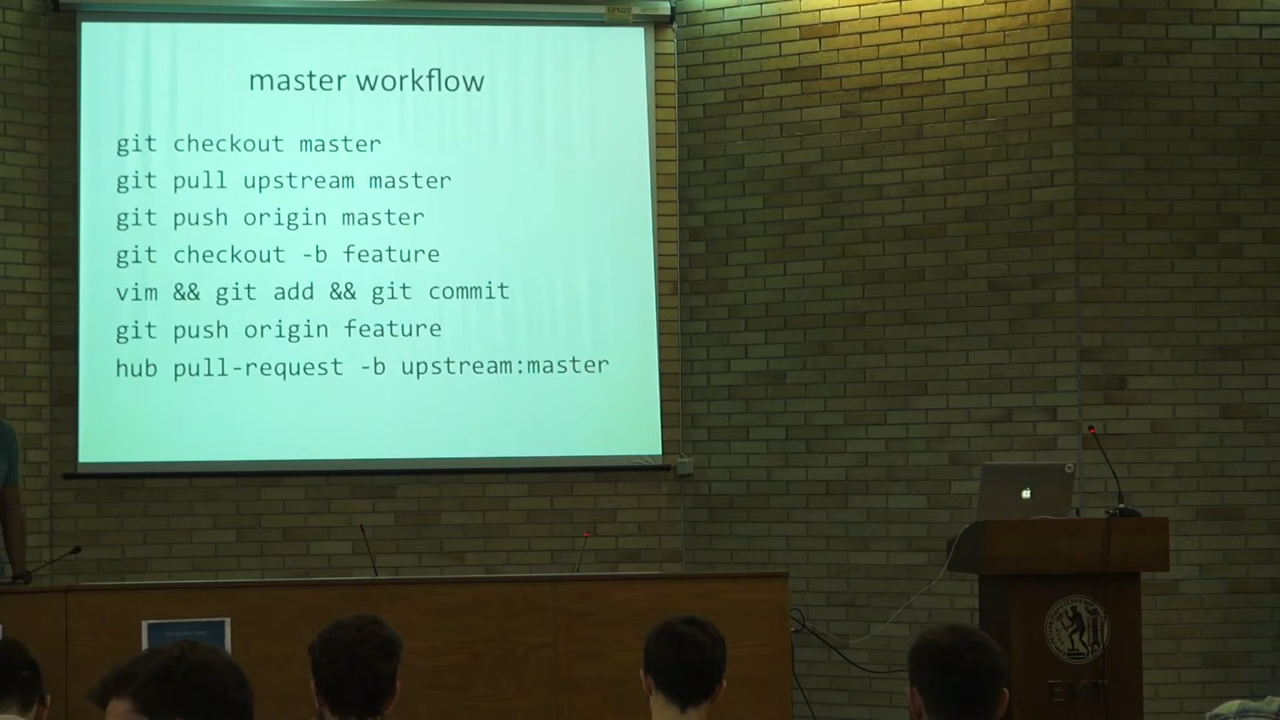 master workflow
git checkout master
git pull upstream master
git push origin master
git checkout -b feature
vim && git add && git commit
git push origin feature
hub pull-request -b upstream:master